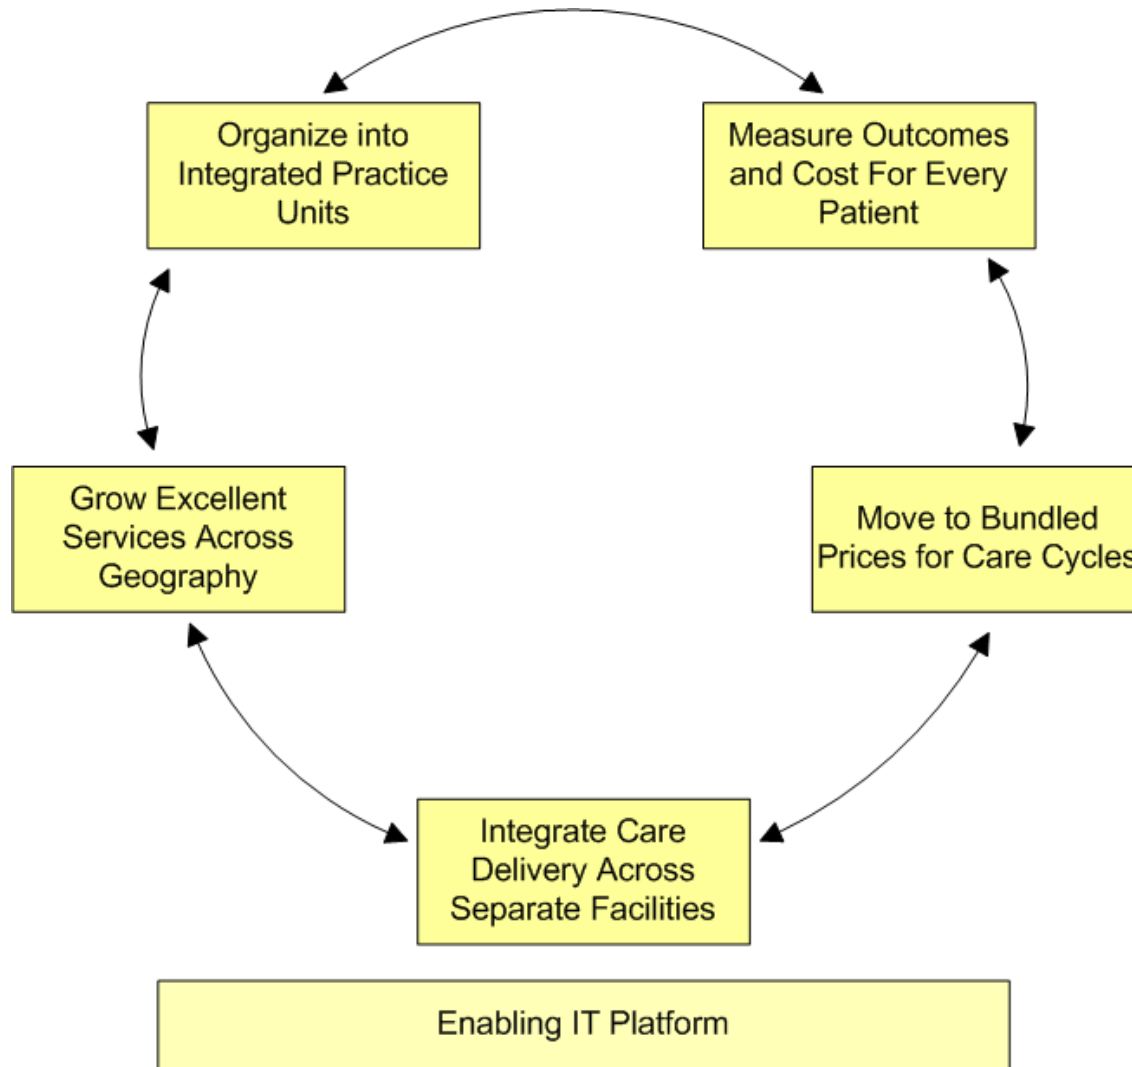 Organize into
Integrated Practice
Units
Measure Outcomes
and Cost For Every
Patient
Grow Excellent
Services Across
Geography
Move to Bundled
Prices for Care Cycles
Integrate Care
Delivery Across
Separate Facilities
Enabling IT Platform